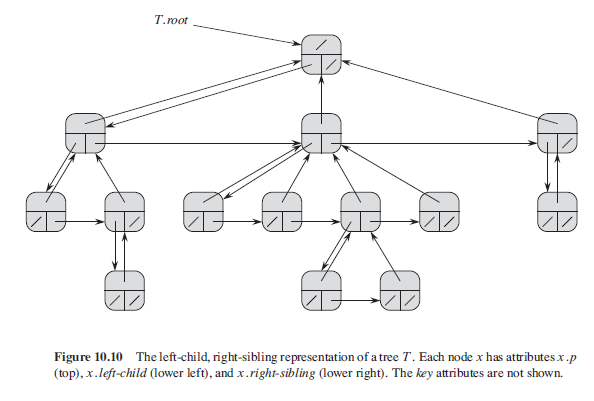 T.root
Figure 10.10 The left-child, right-sibling representation of a tree T. Each node x has attributes x.p
(top), x.left-child (lower left), and x.right-sibling (lower right). The key attributes are not shown.